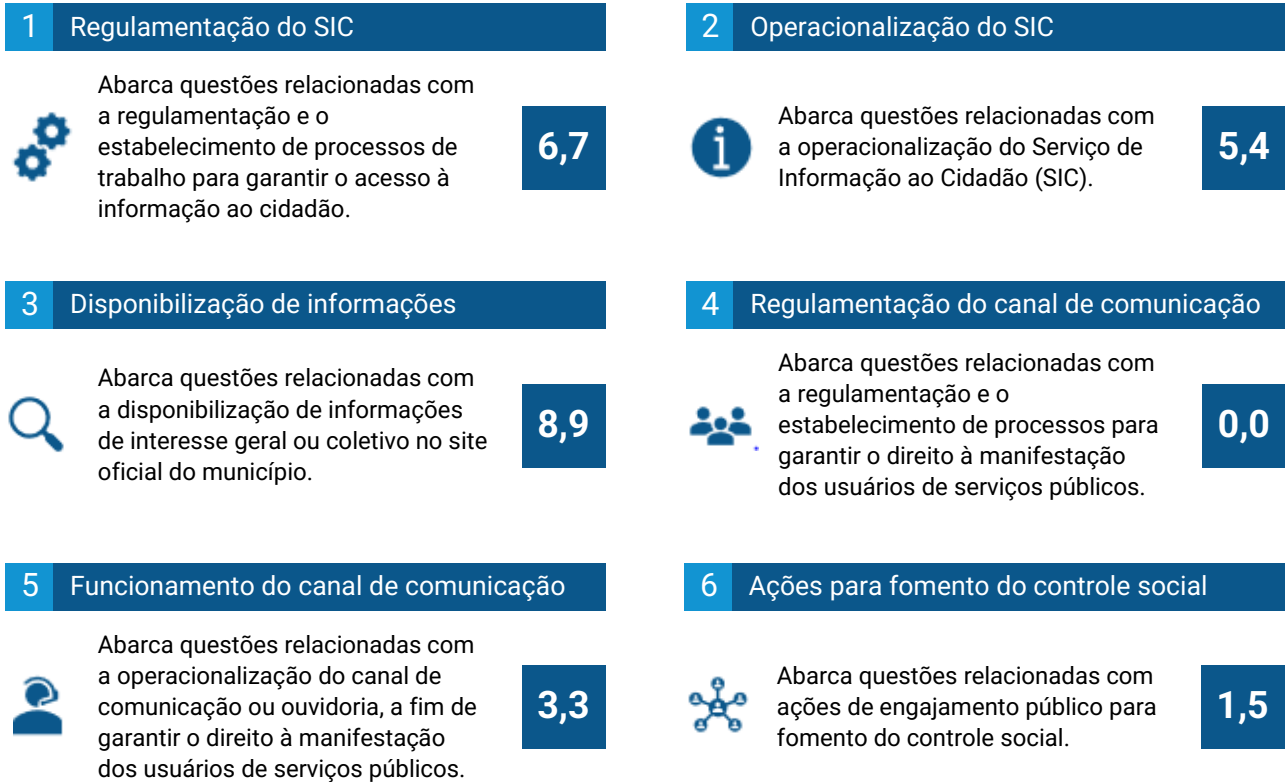 1 Regulamentação do SIC
Abarca questões relacionadas com
a regulamentação e o
estabelecimento de processos de
trabalho para garantir o acesso à
informação ao cidadão.
6,7
2 Operacionalização do SIC
Abarca questões relacionadas com
a operacionalização do Serviço de
Informação ao Cidadão (SIC).
5,4
3 Disponibilização de informações
Abarca questões relacionadas com
a disponibilização de informações
de interesse geral ou coletivo no site
oficial do município.
8,9
4 Regulamentação do canal de comunicação
Abarca questões relacionadas com
a regulamentação e o
estabelecimento de processos para
garantir o direito à manifestação
dos usuários de serviços públicos.
0,0
5 Funcionamento do canal de comunicação
Abarca questões relacionadas com
a operacionalização do canal de
comunicação ou ouvidoria, a fim de
garantir o direito à manifestação
dos usuários de serviços públicos.
3,3
6 Ações para fomento do controle social
Abarca questões relacionadas com
ações de engajamento público para
fomento do controle social.
1,5